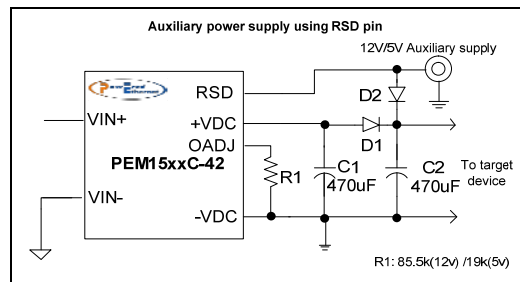 Auxiliary power supply using RSD pin
12V/5V Auxiliary supply
PoweredEthernet
RSD
D2
VIN+
+VDC
OADJ
D1
PEM15xxC-42
R1
C1
470uF
C2
470uF
To target
device
VIN-
-VDC
R1: 85.5k(12v) /19k(5v)